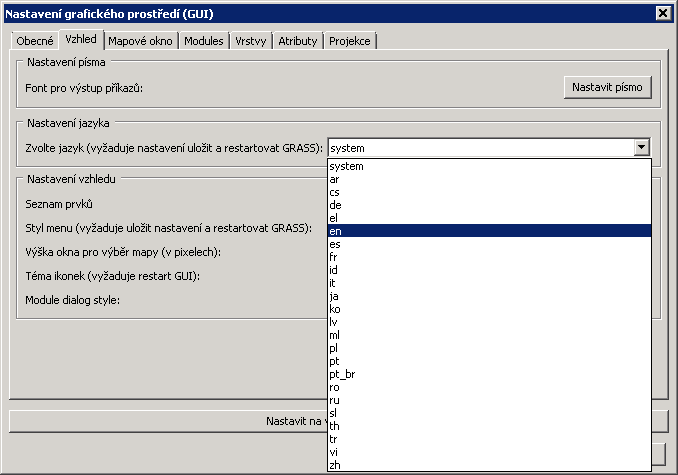 Nastavení grafického prostředí (GUI)
Obecné Vzhled Mapové okno Modules Vrstvy Atributy Projekce
Nastavení písma
Font pro výstup příkazů: Nastavit písmo
Nastavení jazyka
Zvolte jazyk (vyžaduje nastavení uložit a restartovat GRASS): system
system
ar
cs
de
el
en
es
fr
id
it
ja
ko
lv
ml
pl
pt
pt_br
ro
ru
sl
th
tr
vi
zh
Nastavení vzhledu
Seznam prvků
Styl menu (vyžaduje uložit nastavení a restartovat GRASS):
Výška okna pro výběr mapy (v pixelech):
Téma ikonek (vyžaduje restart GUI):
Module dialog style:
Nastavit na